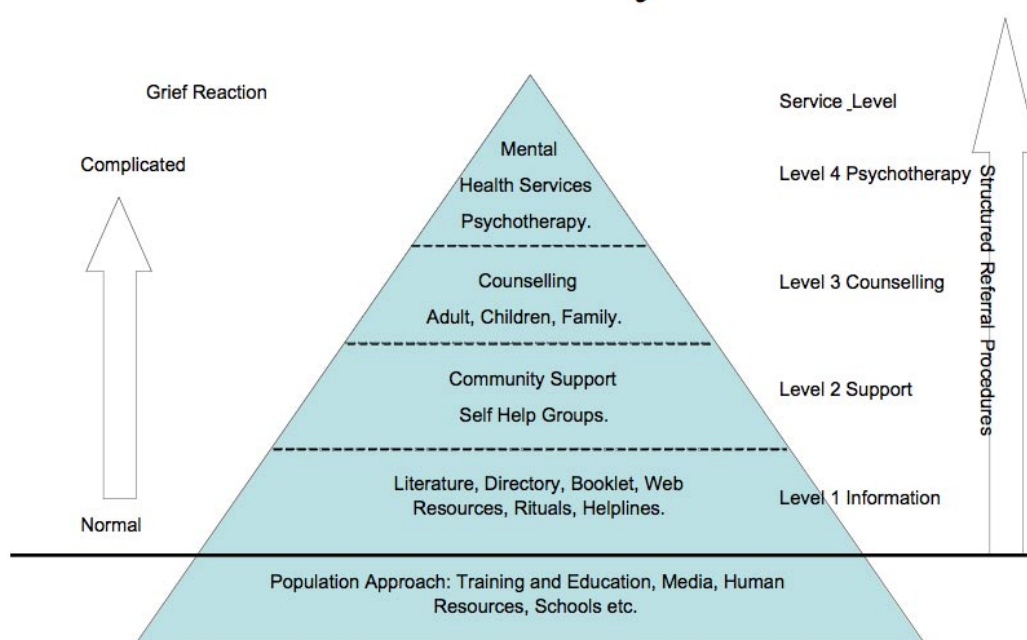 Grief Reaction
Service_Level
Complicated
Mental
Health Services
Psychotherapy.
Level 4 Psychotherapy
Structured Referral Procedures
Counselling
Adult, Children, Family.
Level 3 Counselling
Community Support
Self Help Groups.
Level 2 Support
Literature, Directory, Booklet, Web
Resources, Rituals, Helplines.
Level 1 Information
Normal
Population Approach: Training and Education, Media, Human
Resources, Schools etc.